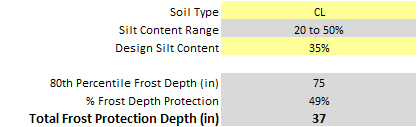 Soil Type CL
Silt Content Range 20 to 50%
Design Silt Content 35%
80th Percentile Frost Depth (in) 75
% Frost Depth Protection 49%
Total Frost Protection Depth (in) 37